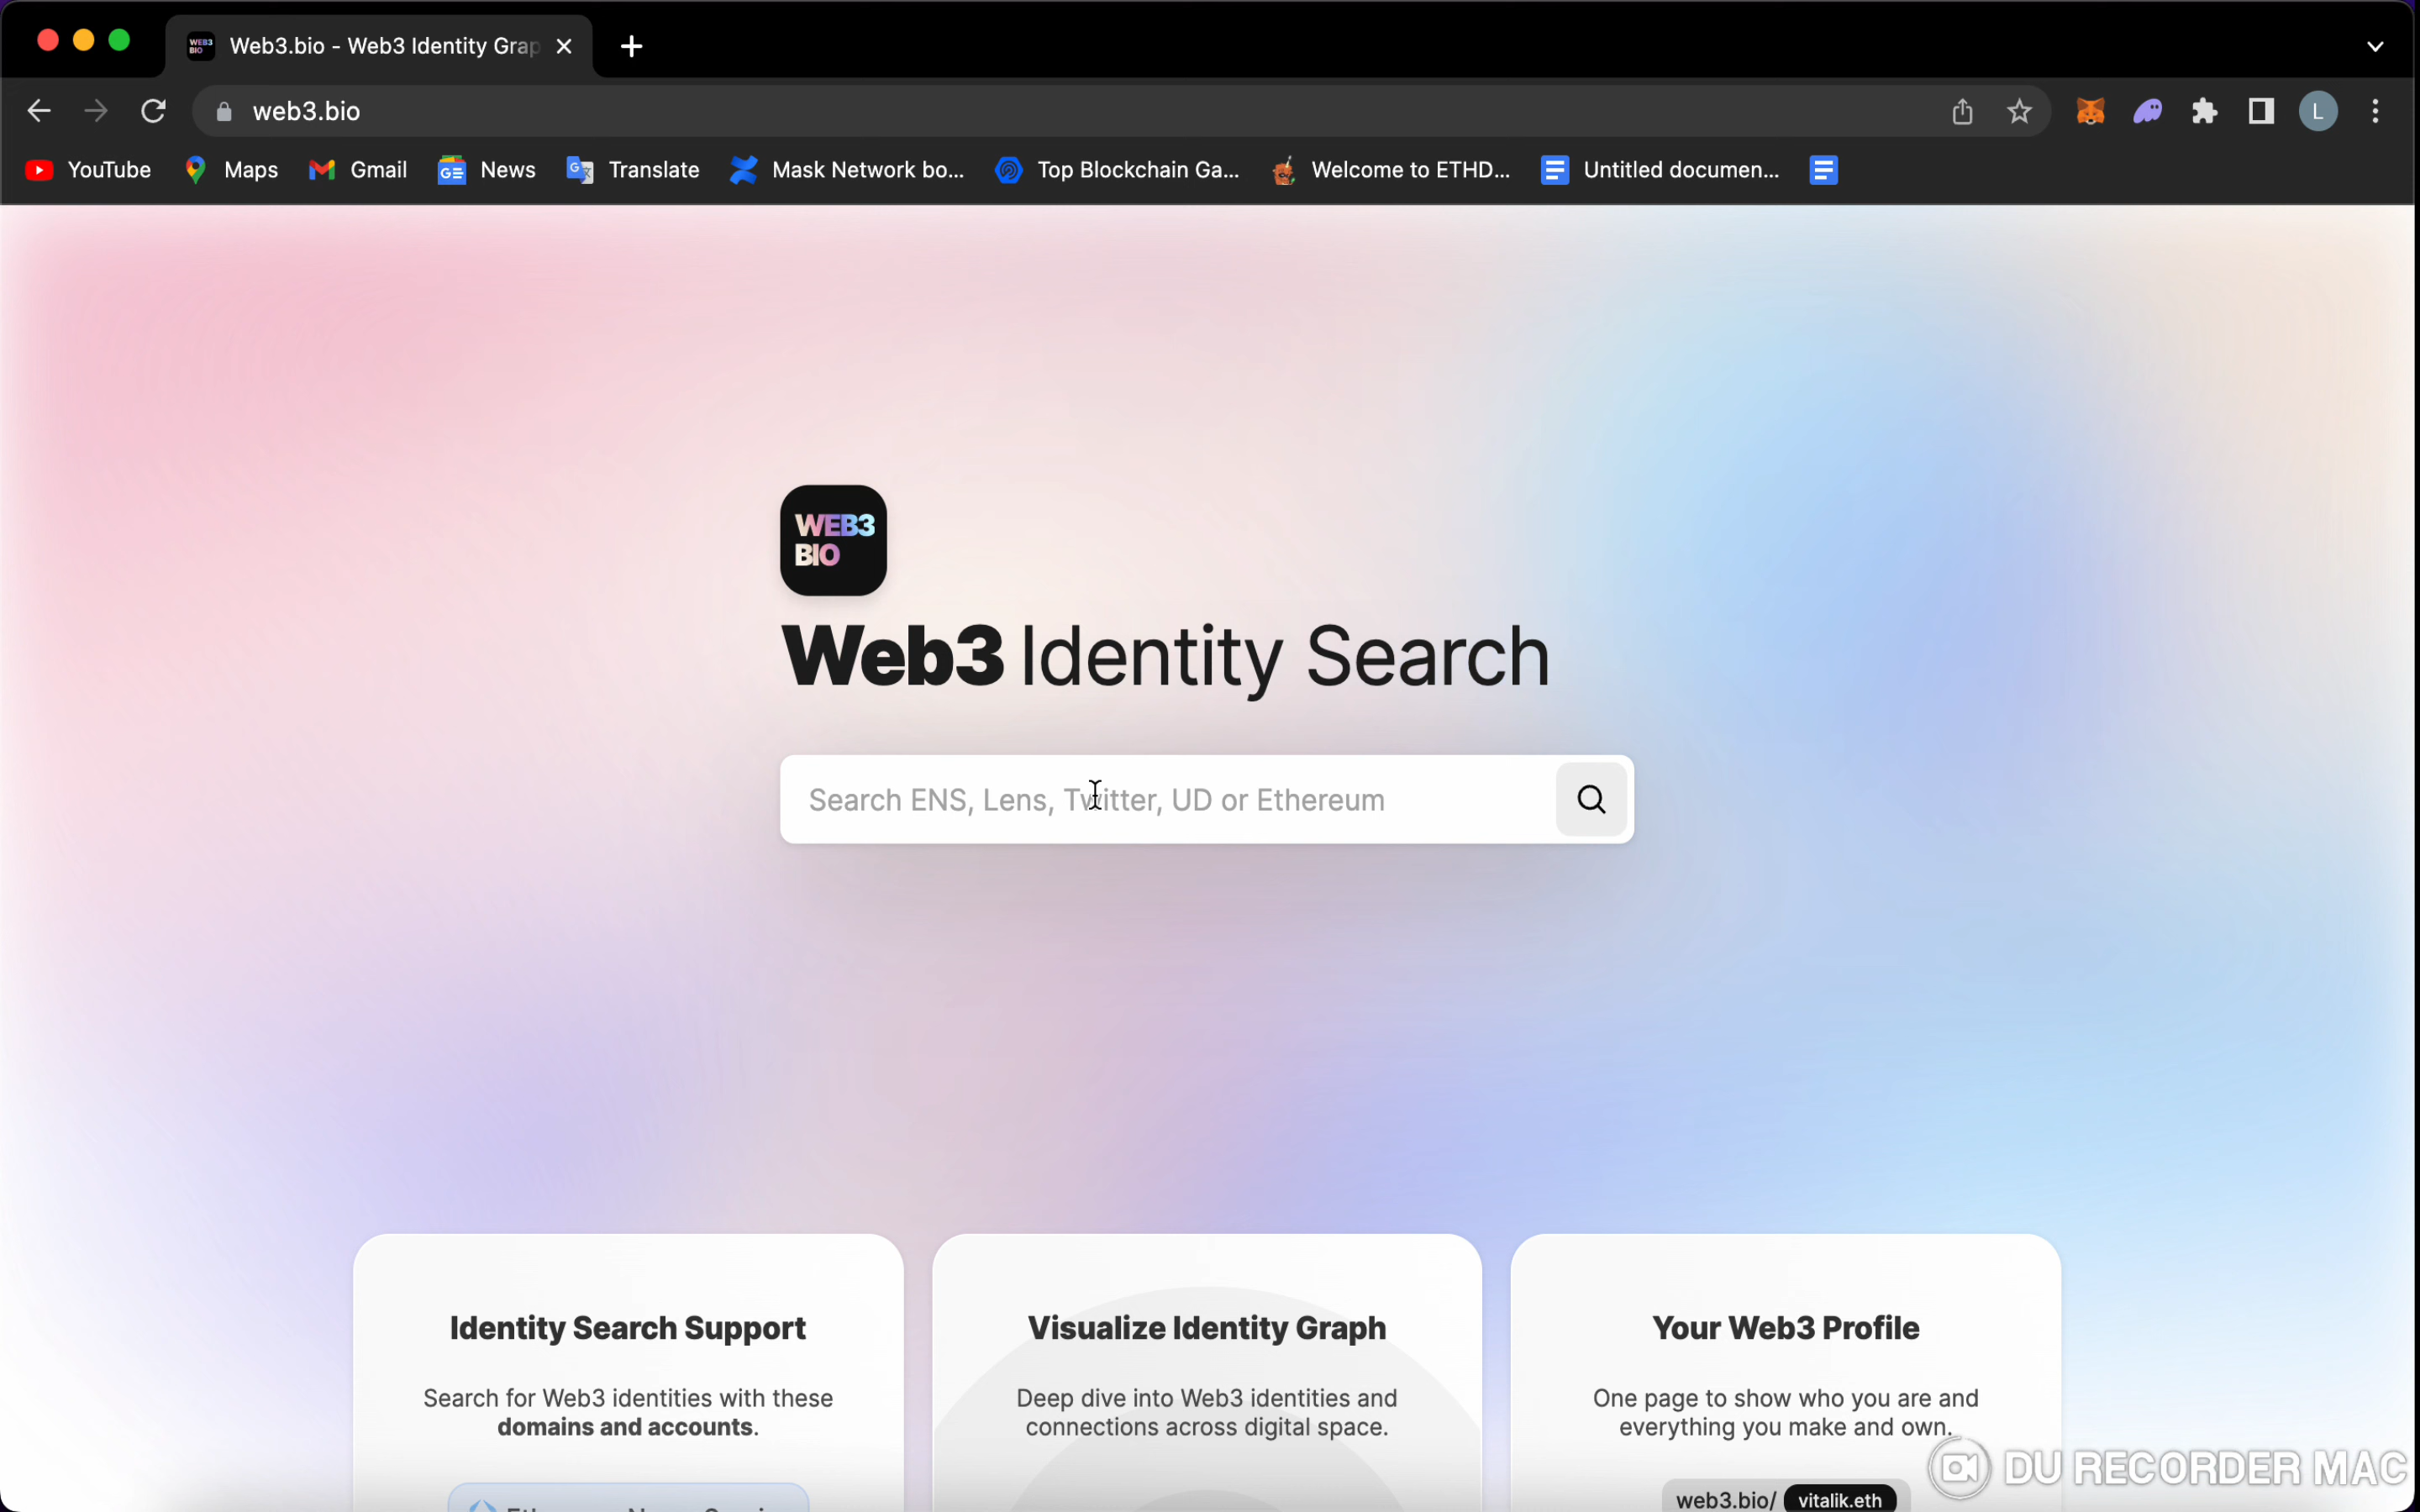 WEB3 BIO
Web3.bio - Web3 Identity Grap
web3.bio
L
YouTube
Maps
Gmail
News
Translate
Mask Network bo...
Top Blockchain Ga...
Welcome to ETHD...
Untitled documen...
WEB3
BIO
Web3 Identity Search
Search ENS, Lens, Twitter, UD or Ethereum
Identity Search Support
Search for Web3 identities with these
domains and accounts.
Visualize Identity Graph
Deep dive into Web3 identities and
connections across digital space.
Your Web3 Profile
One page to show who you are and
everything you make and own.
web3.bio/ vitalik.eth
DU RECORDER MAC